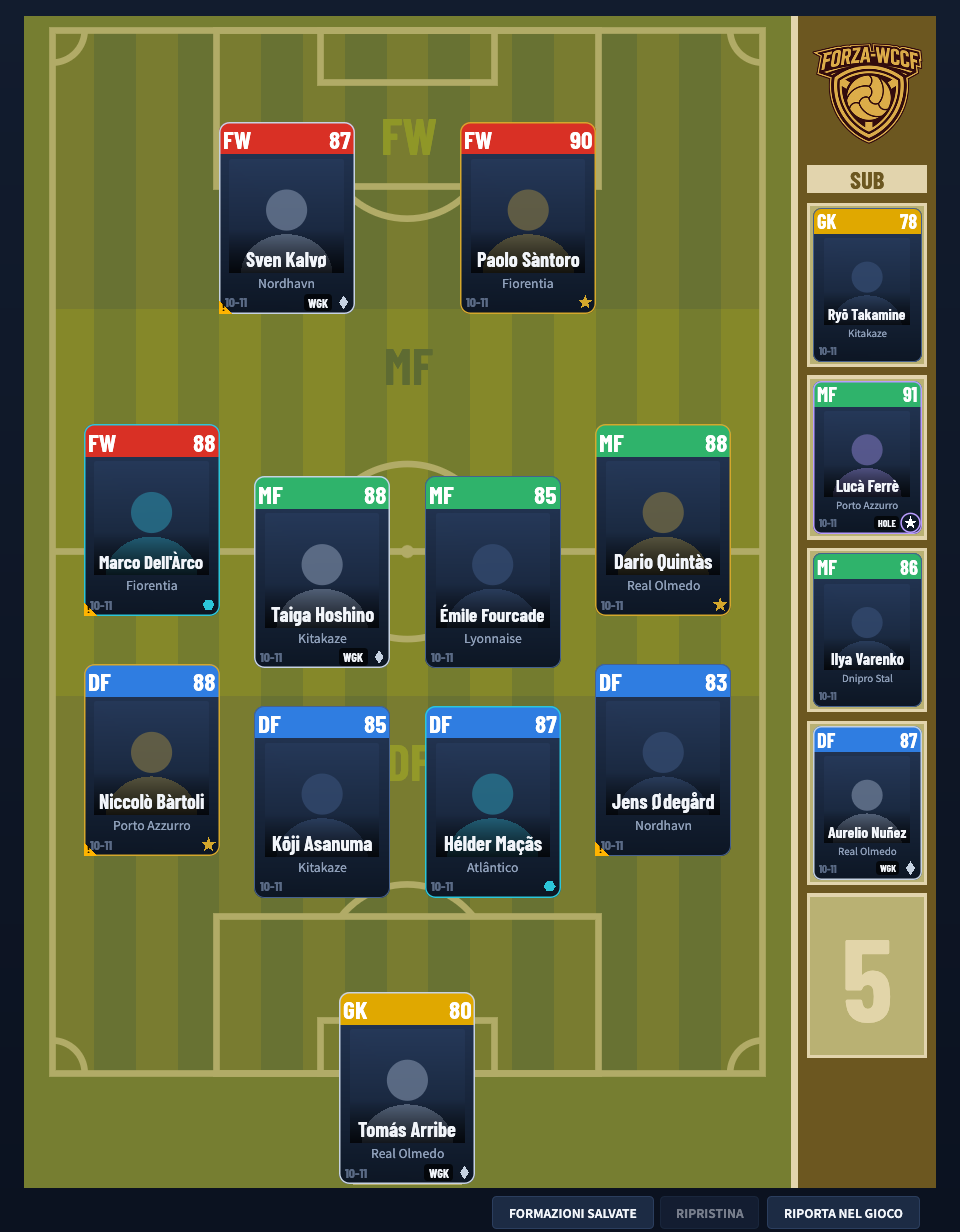 FORZA-WCCF
SUB
FW
FW 87
Sven Kalvø
Nordhavn
10-11 WGK
FW 90
Paolo Sàntoro
Fiorentia
10-11
MF
FW 88
Marco Dell'Àrco
Fiorentia
10-11
MF 88
Taiga Hoshino
Kitakaze
10-11 WGK
MF 85
Émile Fourcade
Lyonnaise
10-11
MF 88
Dario Quintàs
Real Olmedo
10-11
DF
DF 88
Niccolò Bàrtoli
Porto Azzurro
10-11
DF 85
Kōji Asanuma
Kitakaze
10-11
DF 87
Hélder Maçãs
Atlântico
10-11
DF 83
Jens Ødegård
Nordhavn
10-11
GK 80
Tomás Arribe
Real Olmedo
10-11 WGK
GK 78
Ryō Takamine
Kitakaze
10-11
MF 91
Lucà Ferrè
Porto Azzurro
10-11 HOLE
MF 86
Ilya Varenko
Dnipro Stal
10-11
DF 87
Aurelio Nuñez
Real Olmedo
10-11 WGK
5
FORMAZIONI SALVATE
RIPRISTINA
RIPORTA NEL GIOCO